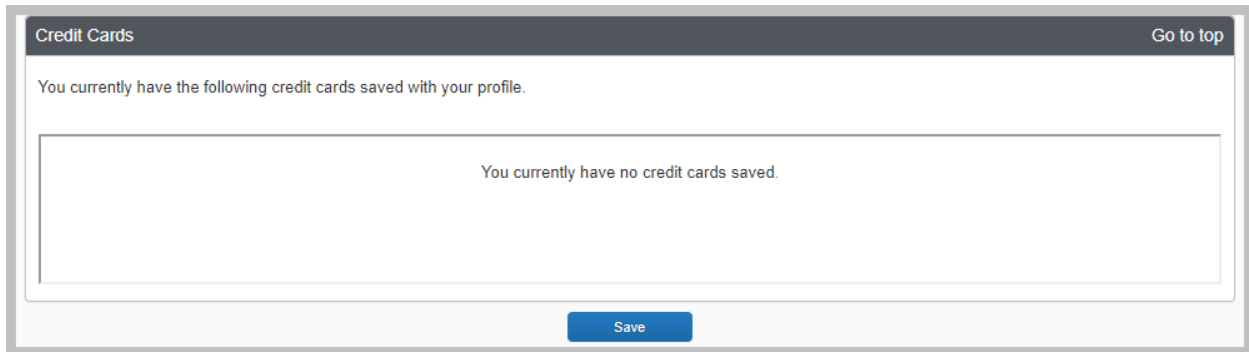 Credit Cards Go to top
You currently have the following credit cards saved with your profile.
You currently have no credit cards saved.
Save